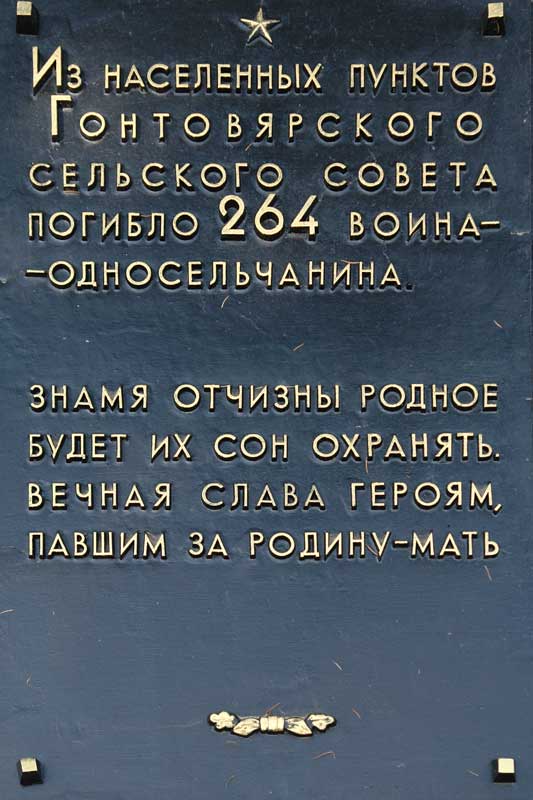 Из населенных пунктов
Гонтовярского
сельского совета
погибло 264 воина-
-односельчанина.
Знамя отчизны родное
будет их сон охранять.
Вечная слава героям,
павшим за Родину-мать